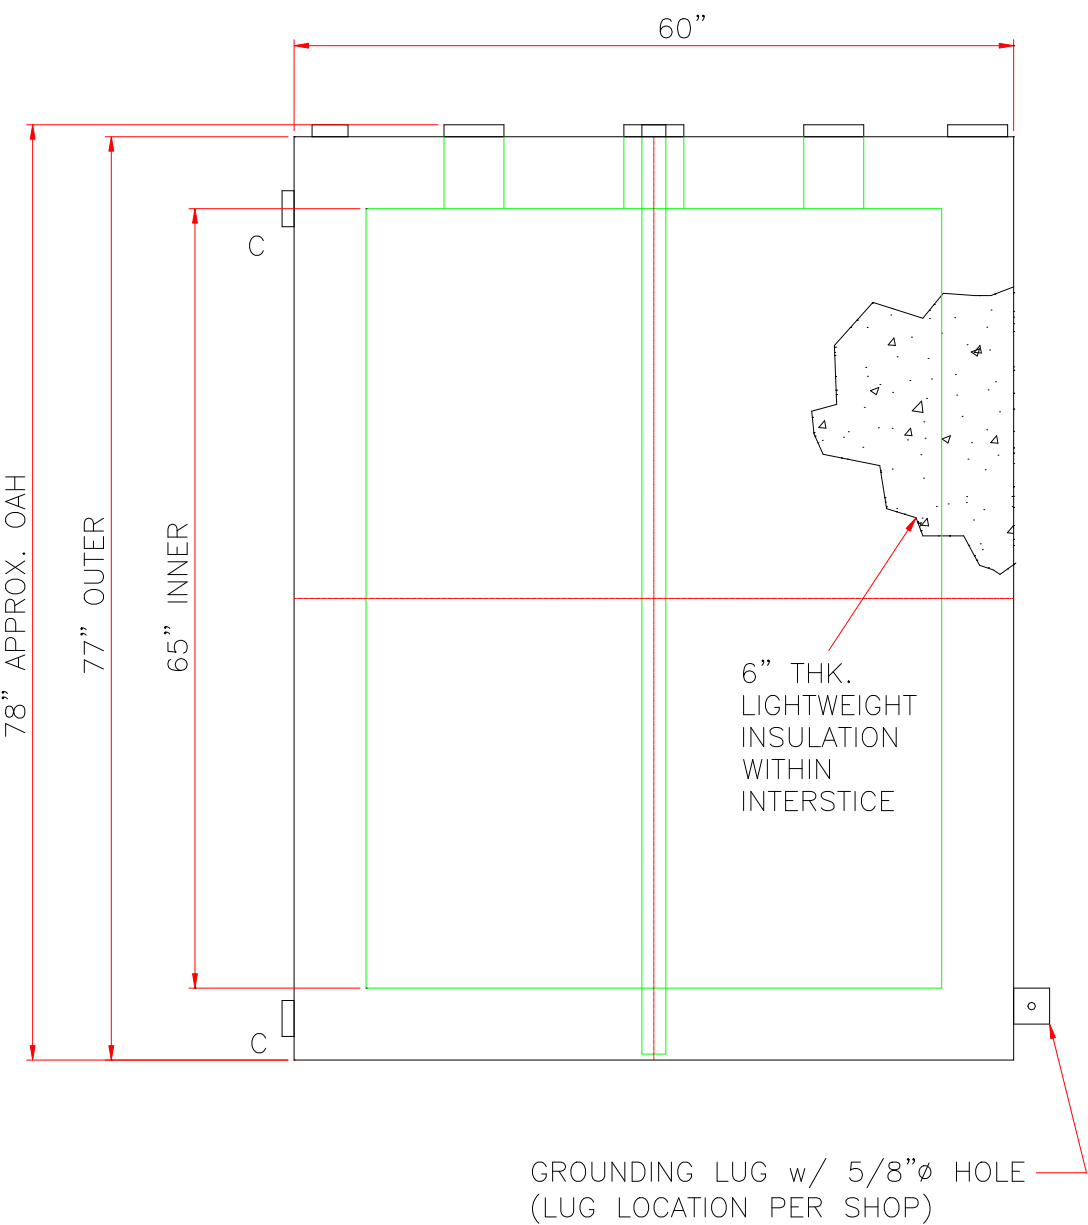 60”
C
78” APPROX. OAH
77” OUTER
65” INNER
6” THK.
LIGHTWEIGHT
INSULATION
WITHIN
INTERSTICE
C
GROUNDING LUG w/ 5/8”ø HOLE
(LUG LOCATION PER SHOP)